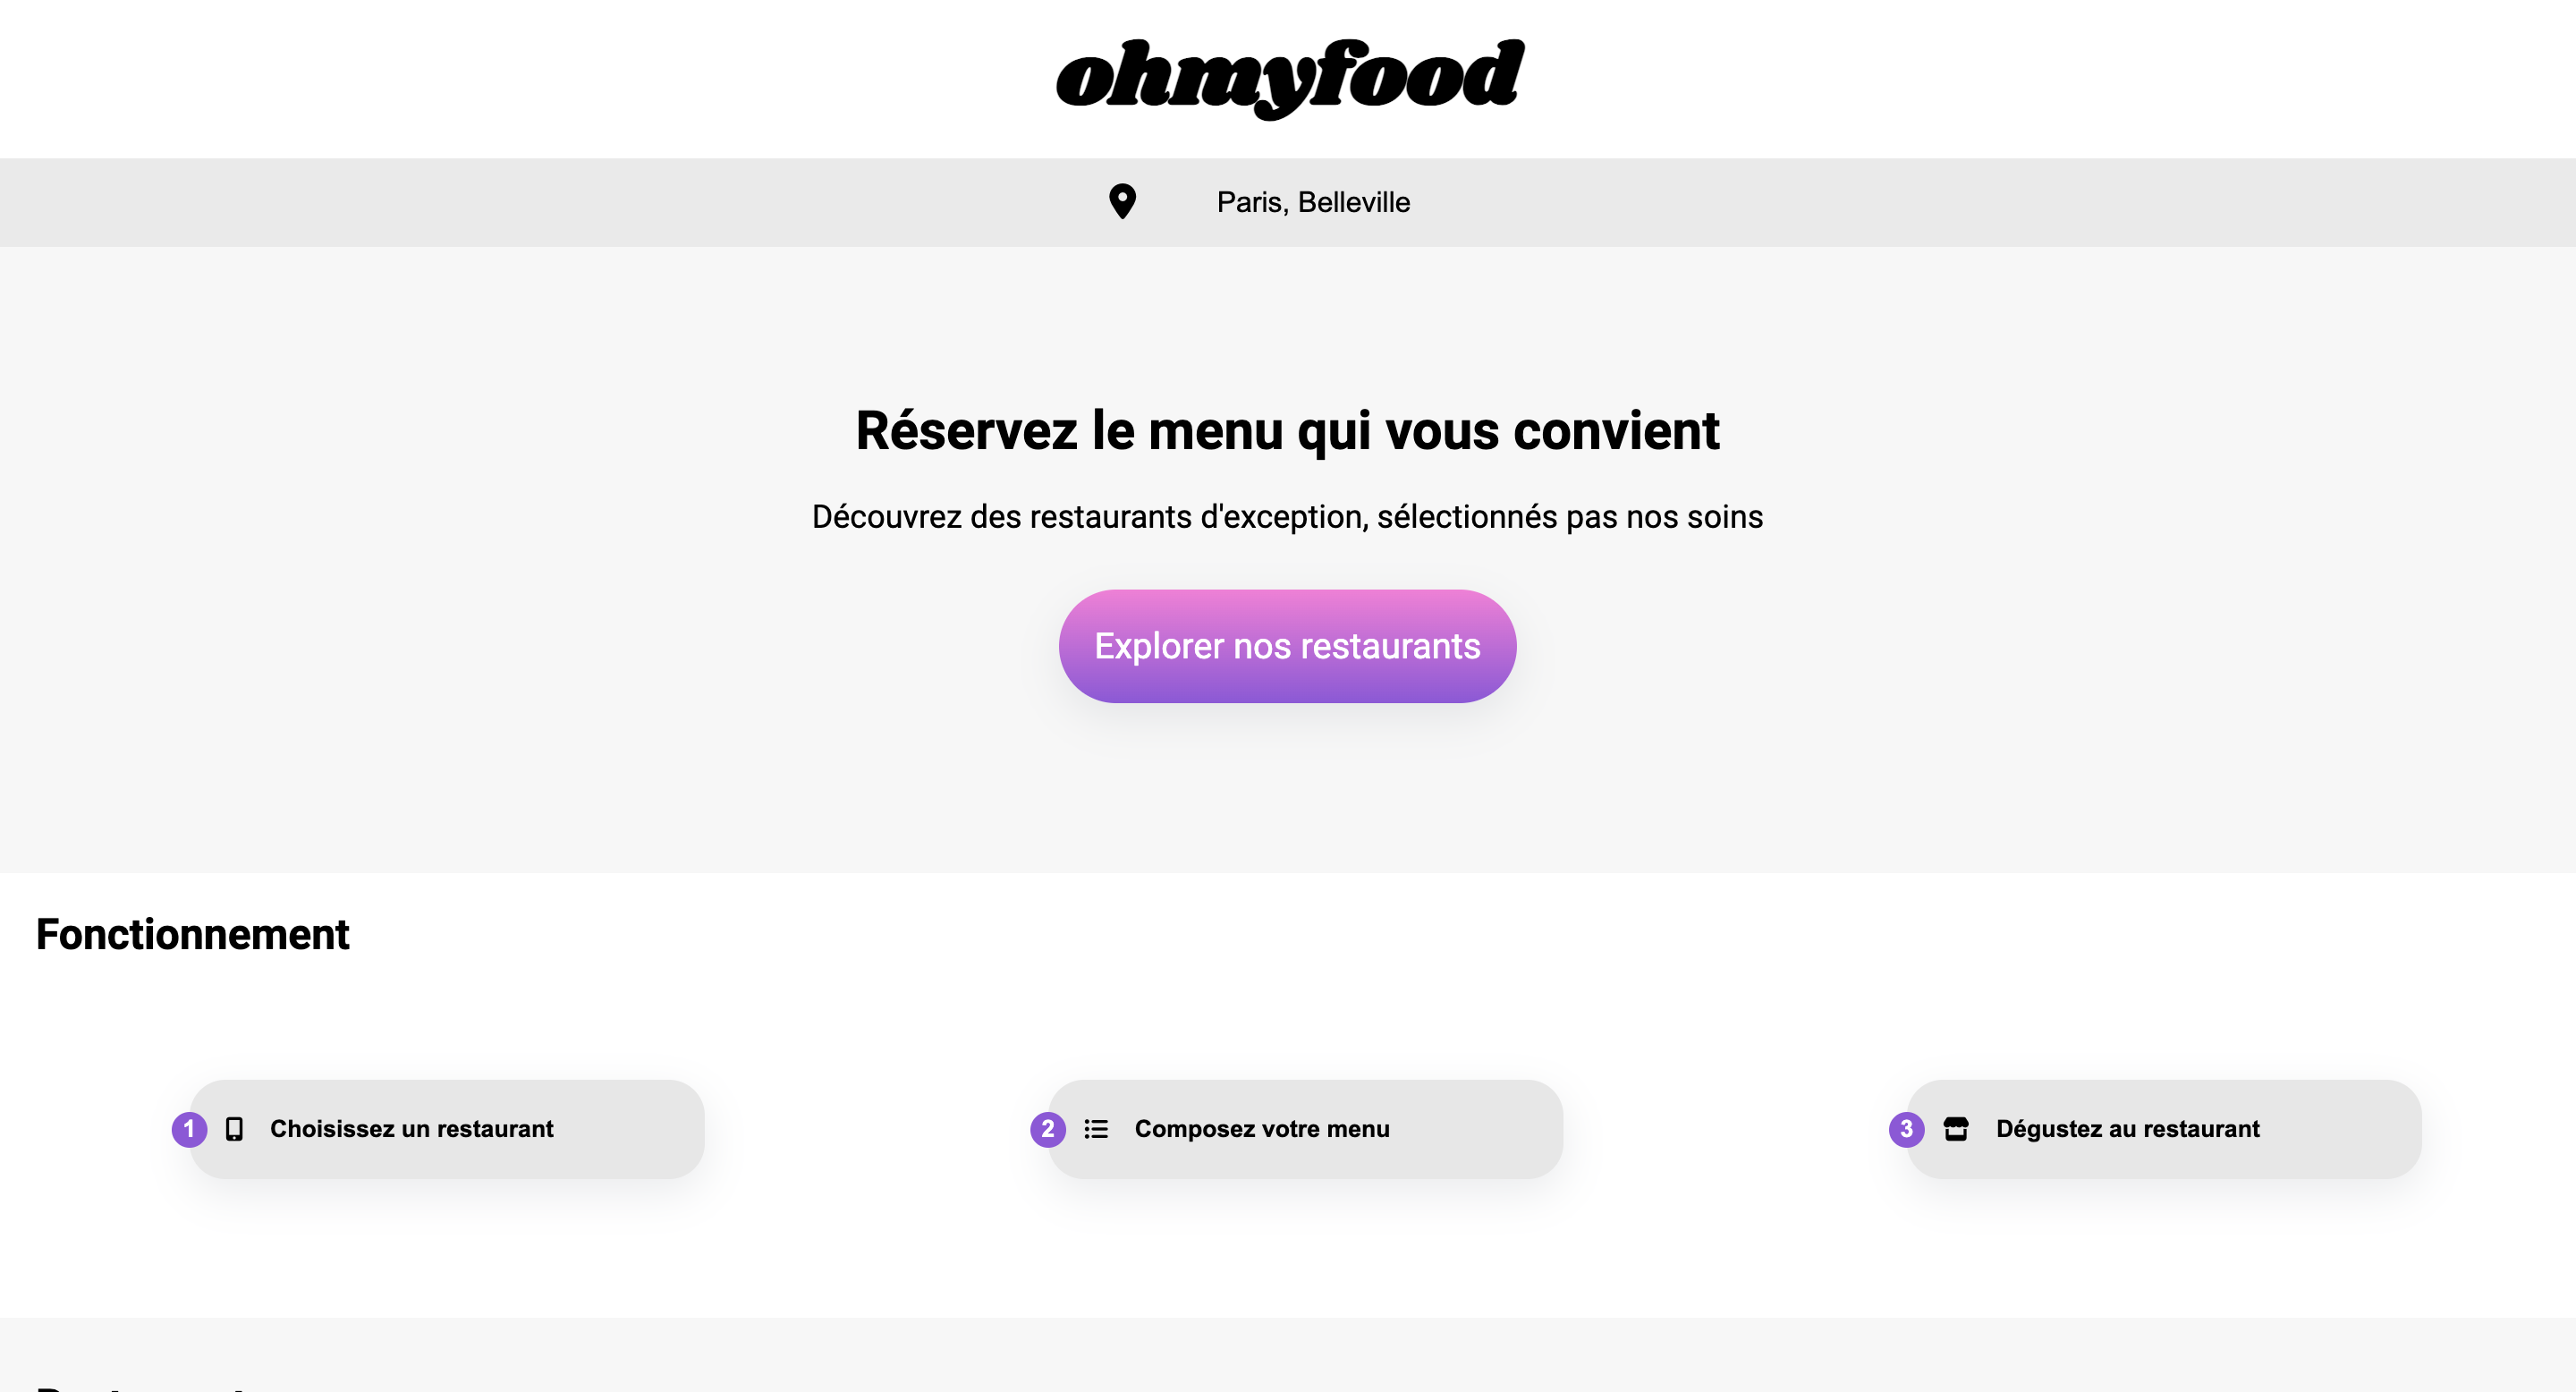 ohmyfood
Paris, Belleville
Réservez le menu qui vous convient
Découvrez des restaurants d'exception, sélectionnés pas nos soins
Explorer nos restaurants
Fonctionnement
1 Choisissez un restaurant
2 Composez votre menu
3 Dégustez au restaurant